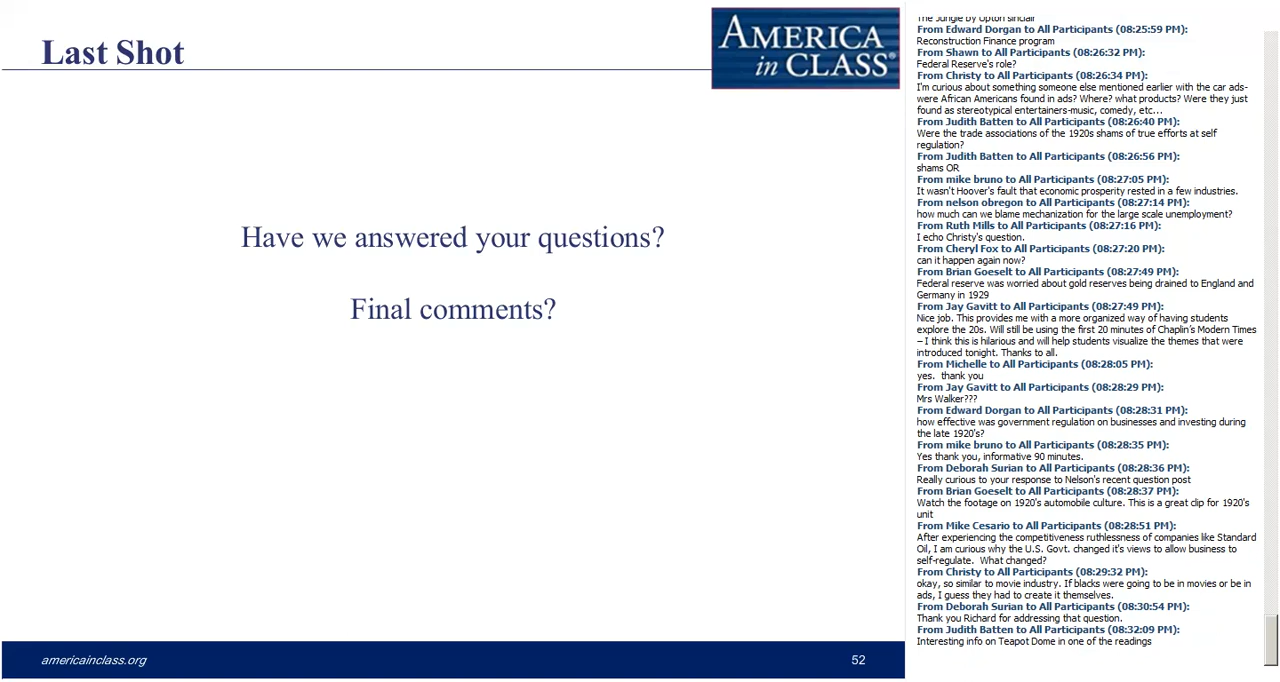 Last Shot
AMERICA
in CLASS®
Have we answered your questions?
Final comments?
americainclass.org
52
The Jungle by Upton sinclair
From Edward Dorgan to All Participants (08:25:59 PM):
Reconstruction Finance program
From Shawn to All Participants (08:26:32 PM):
Federal Reserve's role?
From Christy to All Participants (08:26:34 PM):
I'm curious about something someone else mentioned earlier with the car ads-
were African Americans found in ads? Where? what products? Were they just
found as stereotypical entertainers-music, comedy, etc...
From Judith Batten to All Participants (08:26:40 PM):
Were the trade associations of the 1920s shams of true efforts at self
regulation?
From Judith Batten to All Participants (08:26:56 PM):
shams OR
From mike bruno to All Participants (08:27:05 PM):
It wasn't Hoover's fault that economic prosperity rested in a few industries.
From nelson obregon to All Participants (08:27:14 PM):
how much can we blame mechanization for the large scale unemployment?
From Ruth Mills to All Participants (08:27:16 PM):
I echo Christy's question.
From Cheryl Fox to All Participants (08:27:20 PM):
can it happen again now?
From Brian Goeselt to All Participants (08:27:49 PM):
Federal reserve was worried about gold reserves being drained to England and
Germany in 1929
From Jay Gavitt to All Participants (08:27:49 PM):
Nice job. This provides me with a more organized way of having students
explore the 20s. Will still be using the first 20 minutes of Chaplin's Modern Times
– I think this is hilarious and will help students visualize the themes that were
introduced tonight. Thanks to all.
From Michelle to All Participants (08:28:05 PM):
yes.  thank you
From Jay Gavitt to All Participants (08:28:29 PM):
Mrs Walker???
From Edward Dorgan to All Participants (08:28:31 PM):
how effective was government regulation on businesses and investing during
the late 1920's?
From mike bruno to All Participants (08:28:35 PM):
Yes thank you, informative 90 minutes.
From Deborah Surian to All Participants (08:28:36 PM):
Really curious to your response to Nelson's recent question post
From Brian Goeselt to All Participants (08:28:37 PM):
Watch the footage on 1920's automobile culture. This is a great clip for 1920's
unit
From Mike Cesario to All Participants (08:28:51 PM):
After experiencing the competitiveness ruthlessness of companies like Standard
Oil, I am curious why the U.S. Govt. changed it's views to allow business to
self-regulate.  What changed?
From Christy to All Participants (08:29:32 PM):
okay, so similar to movie industry. If blacks were going to be in movies or be in
ads, I guess they had to create it themselves.
From Deborah Surian to All Participants (08:30:54 PM):
Thank you Richard for addressing that question.
From Judith Batten to All Participants (08:32:09 PM):
Interesting info on Teapot Dome in one of the readings